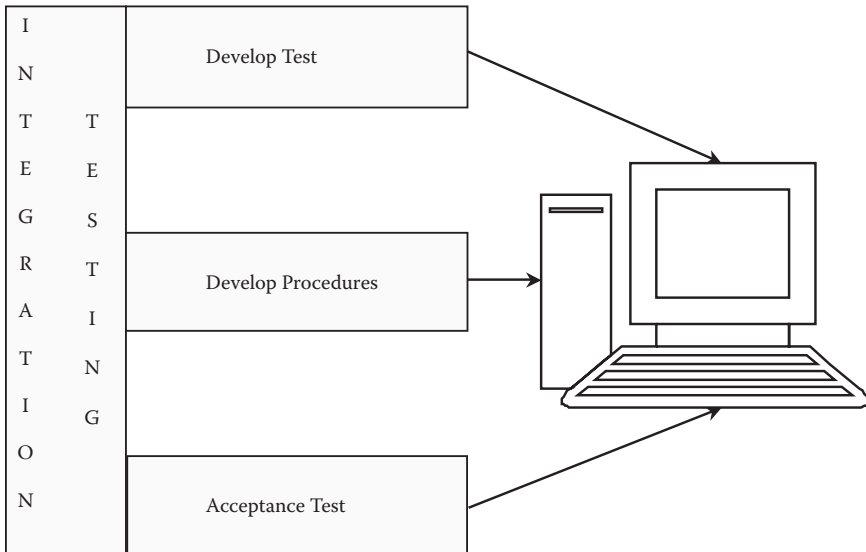 INTEGRATION
TESTING
Develop Test
Develop Procedures
Acceptance Test